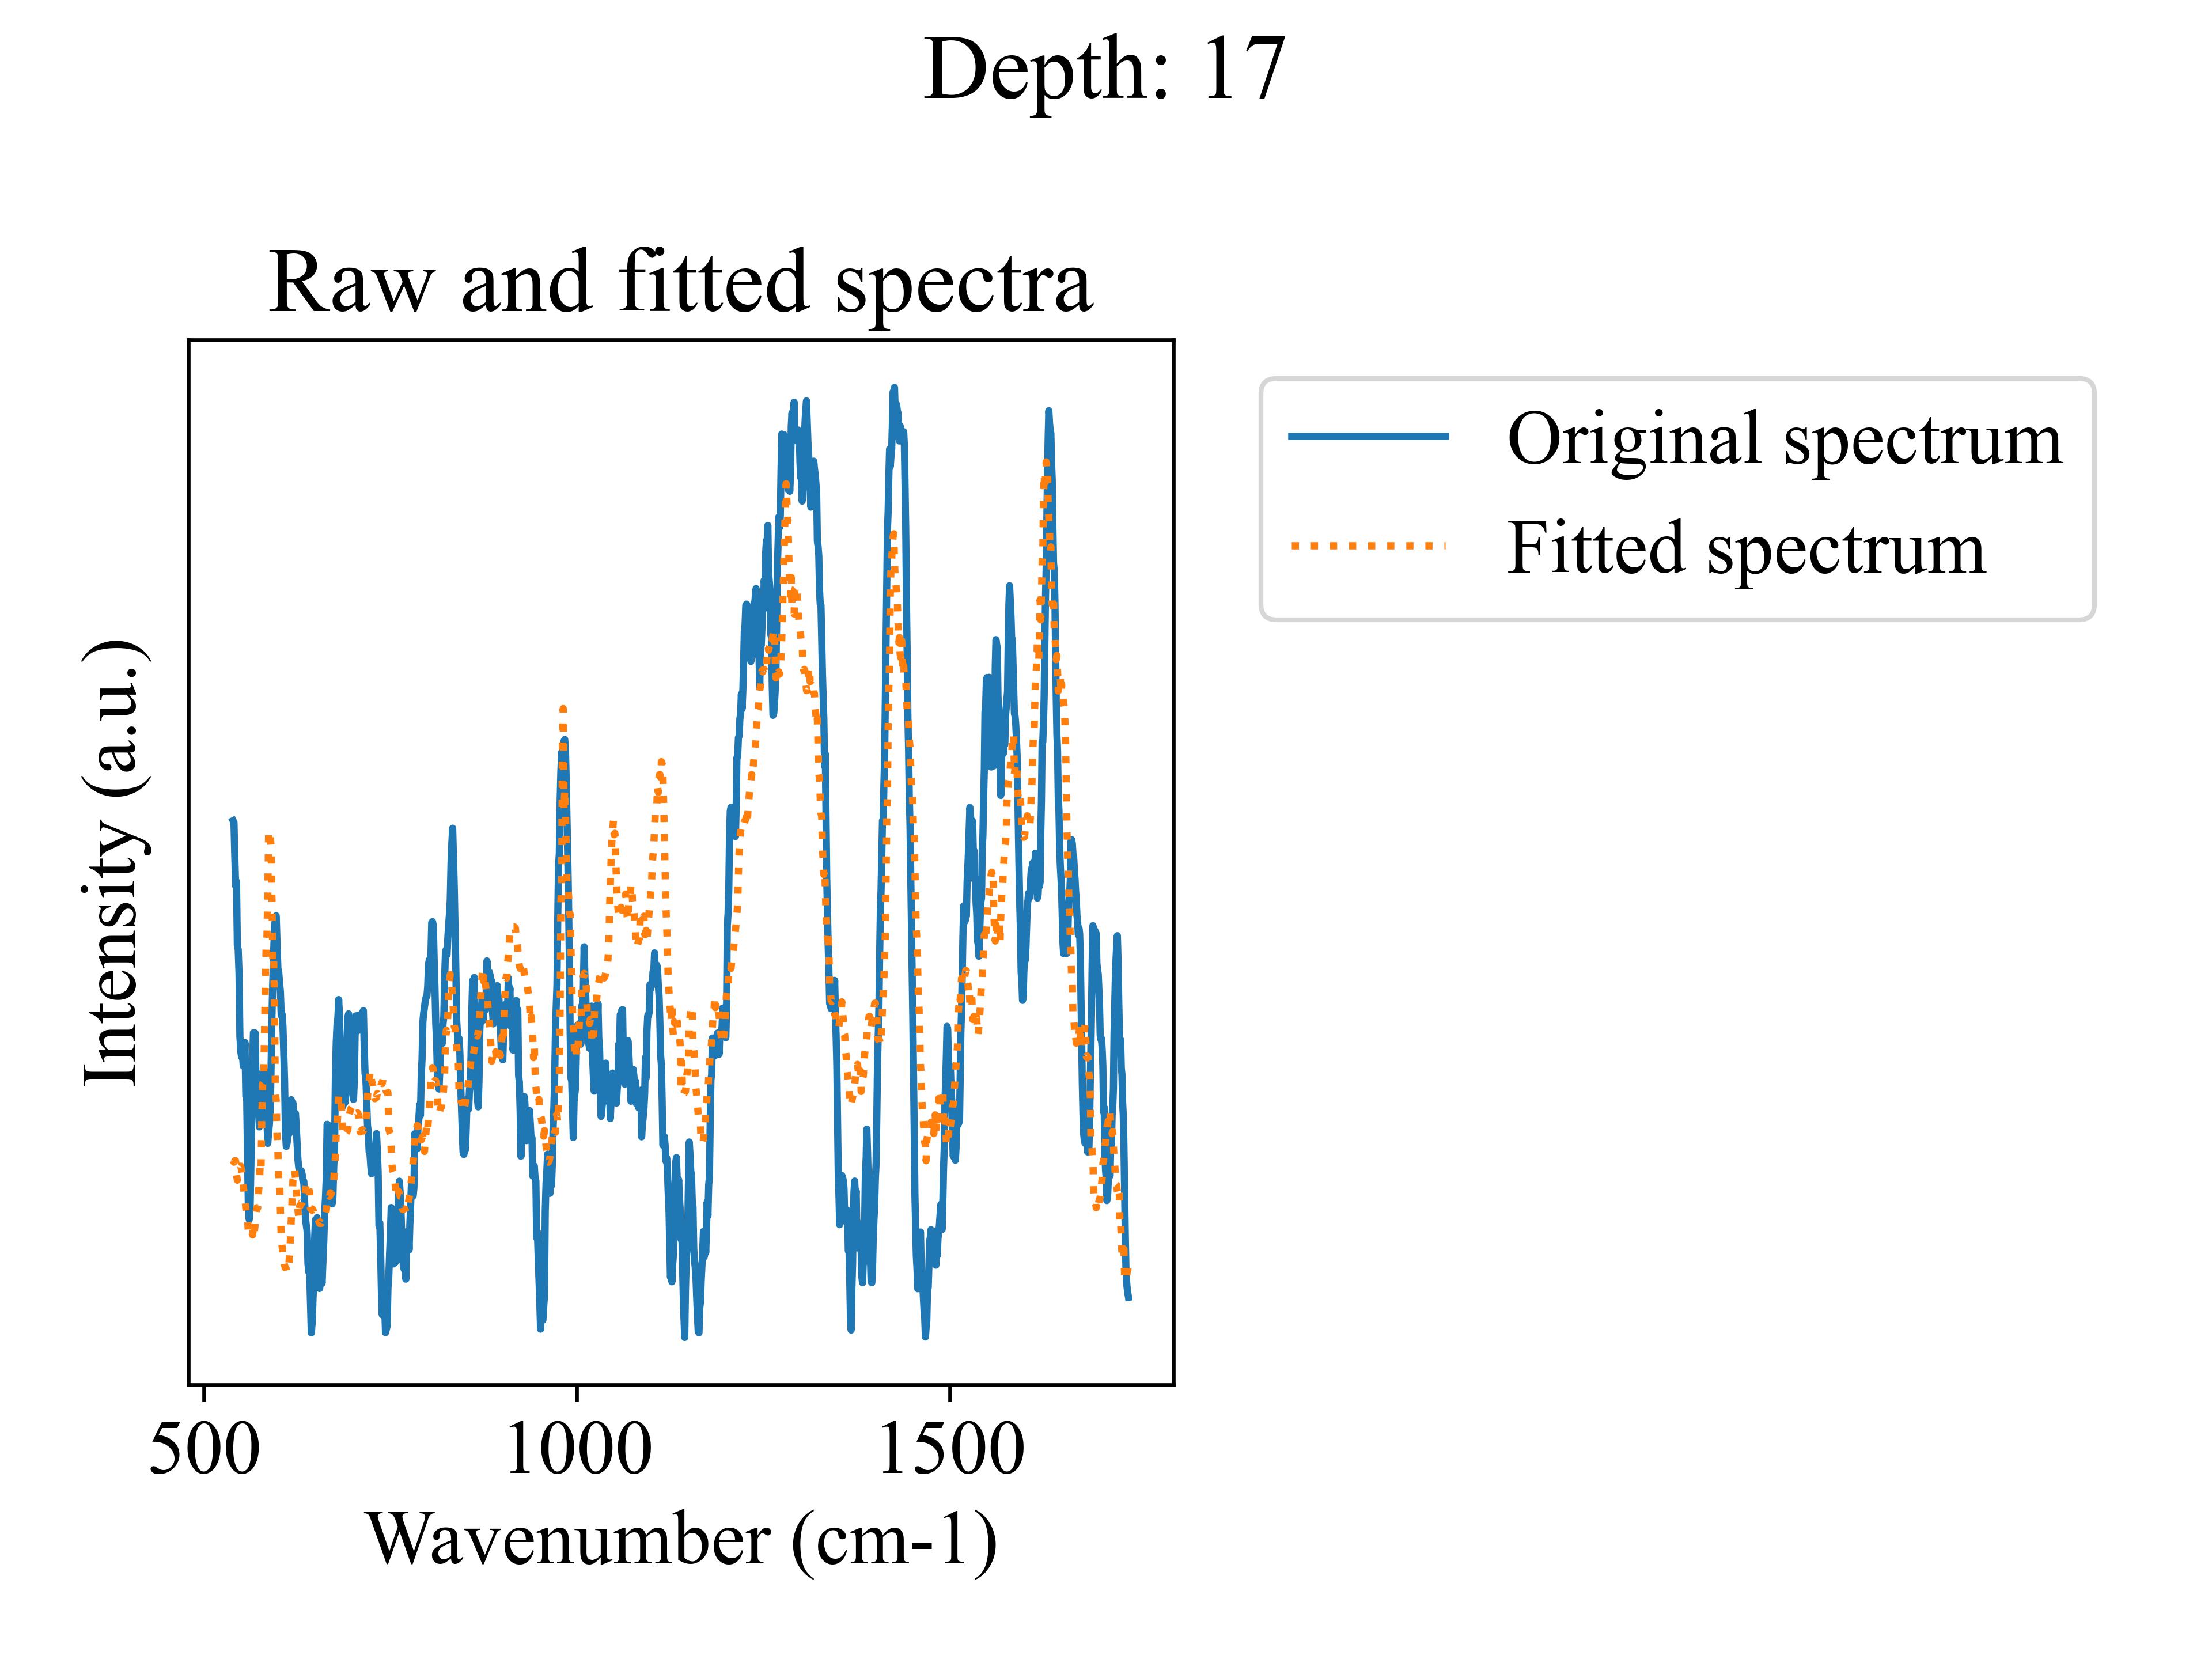 Depth: 17
Raw and fitted spectra
Original spectrum
Fitted spectrum
Intensity (a.u.)
500
1000
1500
Wavenumber (cm-1)